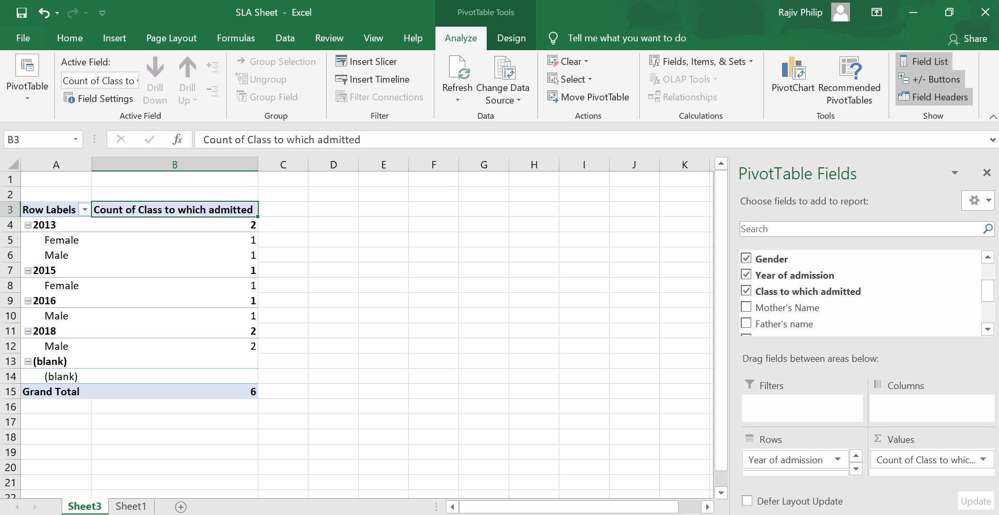 SLA Sheet - Excel
PivotTable Tools
Rajiv Philip
File Home Insert Page Layout Formulas Data Review View Help Analyze Design Tell me what you want to do Share
PivotTable
Active Field:
Count of Class to
Field Settings
Drill Down
Drill Up
Active Field
Group Selection
Ungroup
Group Field
Group
Insert Slicer
Insert Timeline
Filter Connections
Filter
Refresh
Change Data Source
Data
Clear
Select
Move PivotTable
Actions
Fields, Items, & Sets
OLAP Tools
Relationships
Calculations
PivotChart
Recommended PivotTables
Tools
Field List
+/- Buttons
Field Headers
Show
B3
fx
Count of Class to which admitted
A B C D E F G H I J K
1
2
3 Row Labels Count of Class to which admitted
4 2013 2
5 Female 1
6 Male 1
7 2015 1
8 Female 1
9 2016 1
10 Male 1
11 2018 2
12 Male 2
13 (blank)
14 (blank)
15 Grand Total 6
16
17
18
19
20
21
22
Sheet3 Sheet1
PivotTable Fields
Choose fields to add to report:
Search
Gender
Year of admission
Class to which admitted
Mother's Name
Father's name
Drag fields between areas below:
Filters
Columns
Rows
Σ Values
Year of admission
Count of Class to whic...
Defer Layout Update
Update